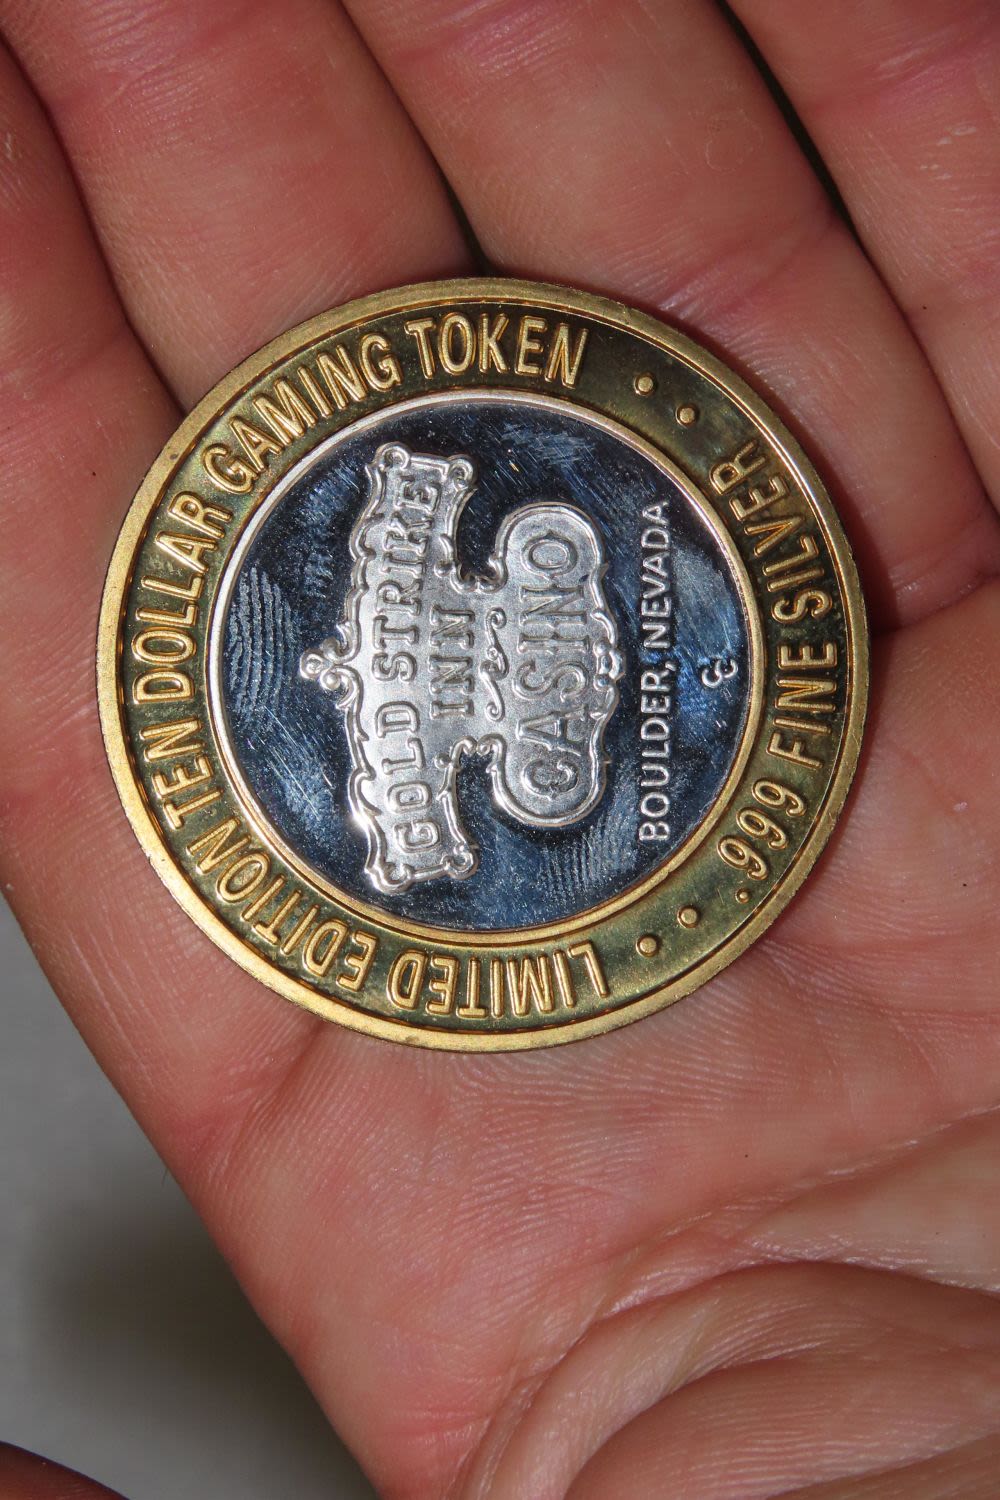 LIMITED EDITION TEN DOLLAR GAMING TOKEN
GOLD STRIKE
INN
CASINO
BOULDER, NEVADA
.999 FINE SILVER